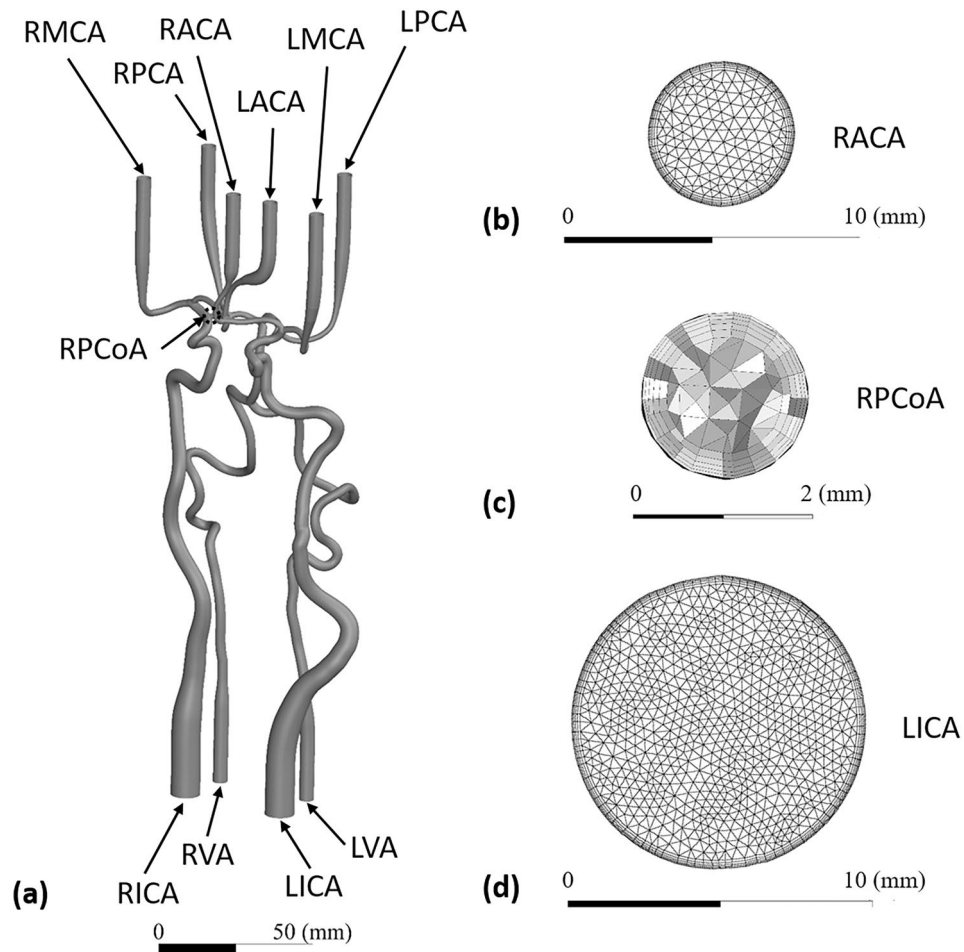 RMCA
RACA
RPCA
LMCA
LPCA
LACA
RPCoA
RICA
RVA
LICA
LVA
(a)
0 50 (mm)
RACA
(b)
0 10 (mm)
RPCoA
(c)
0 2 (mm)
LICA
(d)
0 10 (mm)